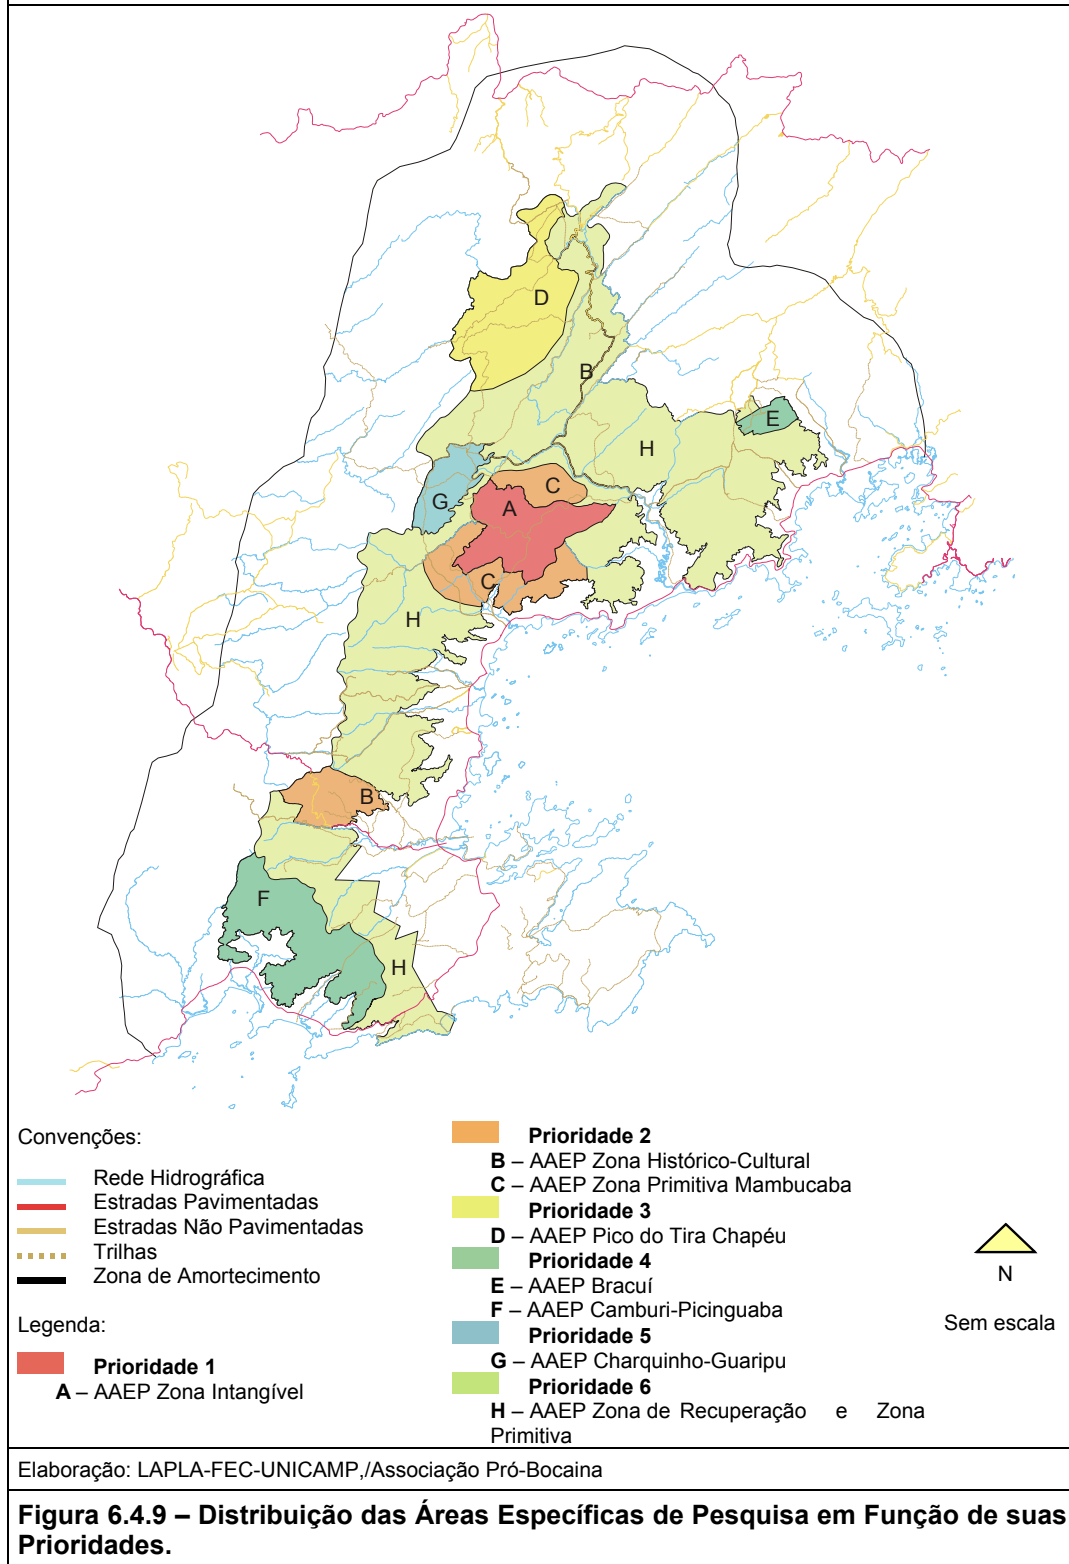 D
B
E
H
C
G
A
C
H
B
F
H
Convenções:
Rede Hidrográfica
Estradas Pavimentadas
Estradas Não Pavimentadas
Trilhas
Zona de Amortecimento
Legenda:
Prioridade 1
A – AAEP Zona Intangível
Prioridade 2
B – AAEP Zona Histórico-Cultural
C – AAEP Zona Primitiva Mambucaba
Prioridade 3
D – AAEP Pico do Tira Chapéu
Prioridade 4
E – AAEP Bracuí
F – AAEP Camburi-Picinguaba
Prioridade 5
G – AAEP Charquinho-Guaripu
Prioridade 6
H – AAEP Zona de Recuperação e Zona
Primitiva
N
Sem escala
Elaboração: LAPLA-FEC-UNICAMP,/Associação Pró-Bocaina
Figura 6.4.9 – Distribuição das Áreas Específicas de Pesquisa em Função de suas
Prioridades.